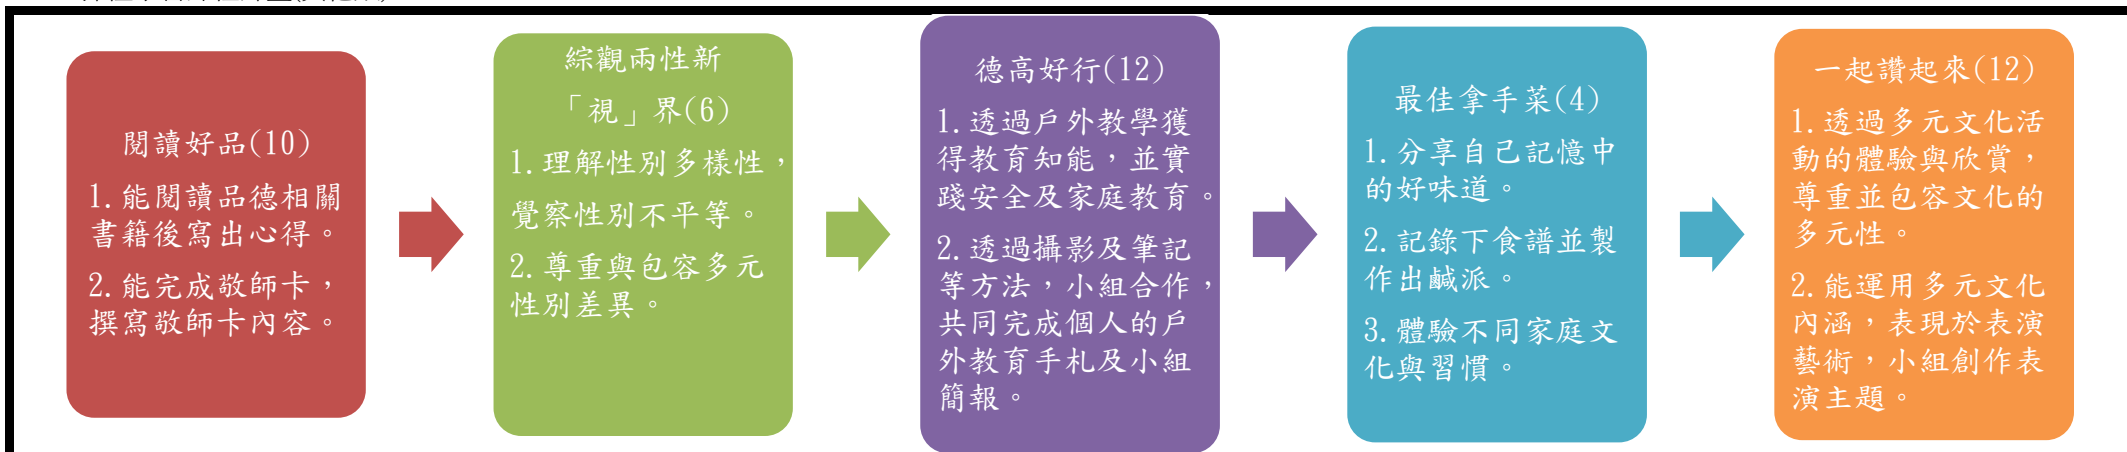 閱讀好品(10)
1.能閱讀品德相關
書籍後寫出心得。
2.能完成敬師卡，
撰寫敬師卡內容。
綜觀兩性新
「視」界(6)
1.理解性別多樣性，
覺察性別不平等。
2.尊重與包容多元
性別差異。
德高好行(12)
1.透過戶外教學獲
得教育知能，並實
踐安全及家庭教育。
2.透過攝影及筆記
等方法，小組合作，
共同完成個人的戶
外教育手札及小組
簡報。
最佳拿手菜(4)
1.分享自己記憶中
的好味道。
2.記錄下食譜並製
作出鹹派。
3.體驗不同家庭文
化與習慣。
一起讚起來(12)
1.透過多元文化活
動的體驗與欣賞，
尊重並包容文化的
多元性。
2.能運用多元文化
內涵，表現於表演
藝術，小組創作表
演主題。